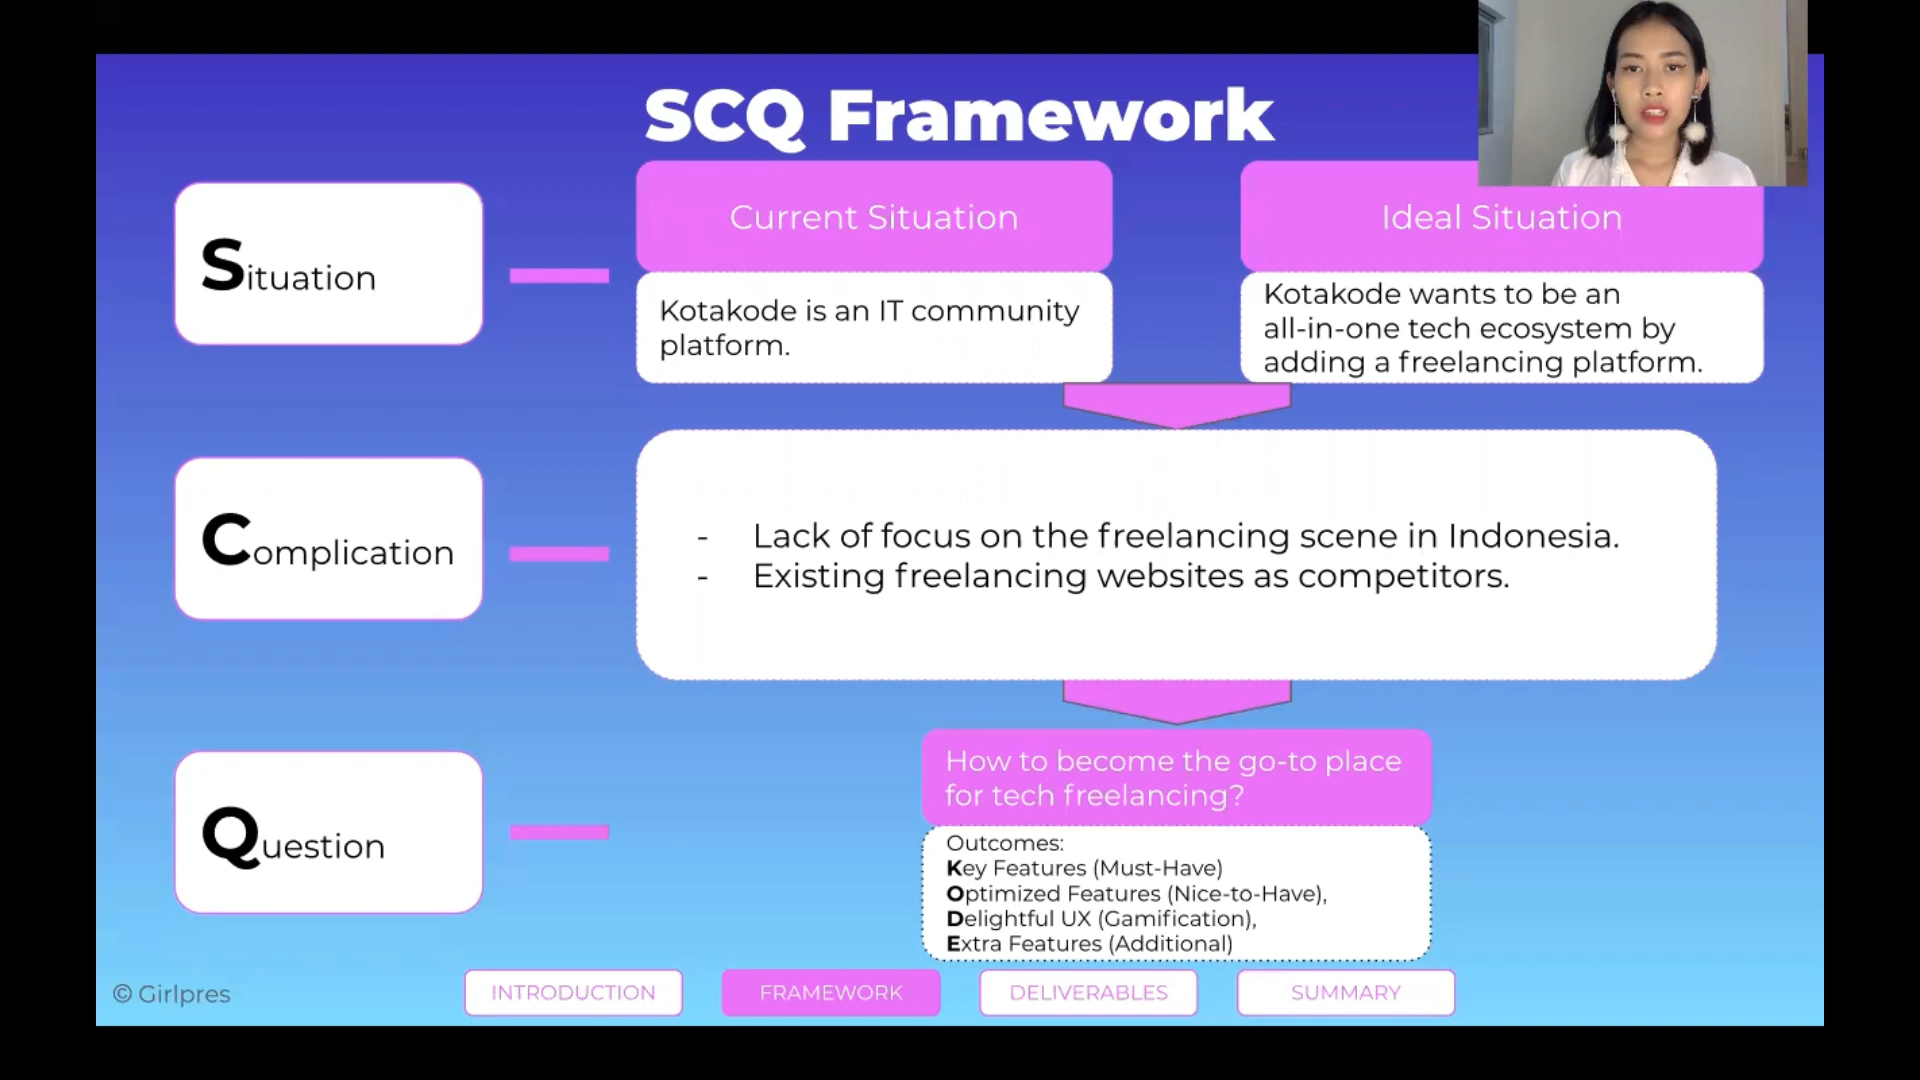 SCQ Framework
Situation
Current Situation
Kotakode is an IT community
platform.
Ideal Situation
Kotakode wants to be an
all-in-one tech ecosystem by
adding a freelancing platform.
Complication
- Lack of focus on the freelancing scene in Indonesia.
- Existing freelancing websites as competitors.
Question
How to become the go-to place
for tech freelancing?
Outcomes:
Key Features (Must-Have)
Optimized Features (Nice-to-Have),
Delightful UX (Gamification),
Extra Features (Additional)
© Girlpres
INTRODUCTION
FRAMEWORK
DELIVERABLES
SUMMARY